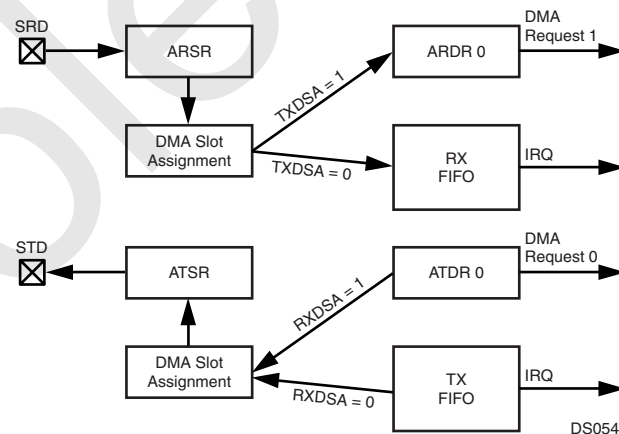 SRD
ARSR
DMA Slot
Assignment
TXDSA = 1
TXDSA = 0
ARDR 0
DMA
Request 1
RX
FIFO
IRQ
STD
ATSR
DMA Slot
Assignment
RXDSA = 1
RXDSA = 0
ATDR 0
DMA
Request 0
TX
FIFO
IRQ
DS054